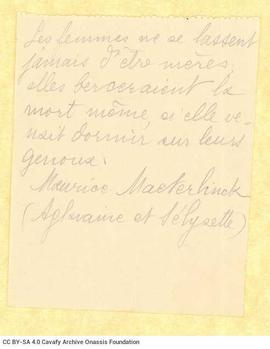 Les femmes ne se lassent
jamais d'être mères;
elles berceraient la
mort même, si elle ve-
nait dormir sur leurs
genoux.
Maurice Maeterlinck
(Aglavaine et Sélysette)
CC BY-SA 4.0 Cavafy Archive Onassis Foundation